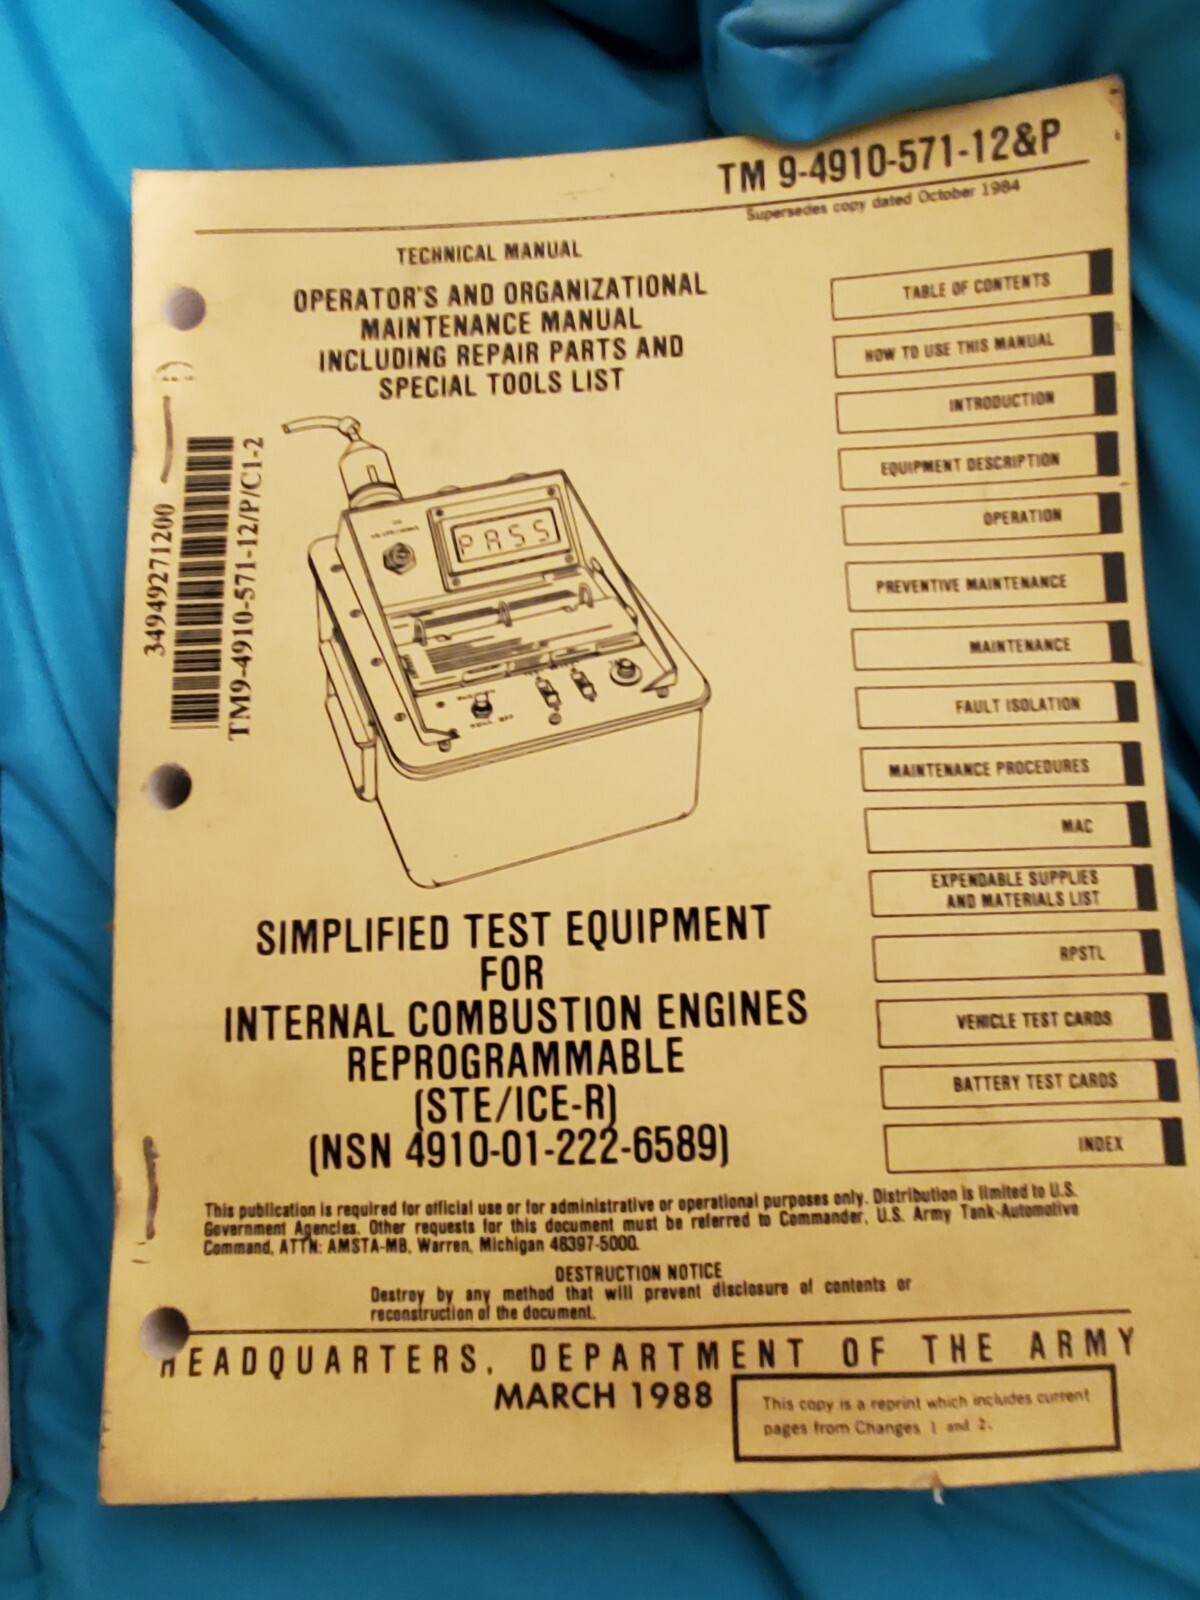 TM 9-4910-571-12&P
Supersedes copy dated October 1984
TECHNICAL MANUAL
OPERATOR'S AND ORGANIZATIONAL
MAINTENANCE MANUAL
INCLUDING REPAIR PARTS AND
SPECIAL TOOLS LIST
34949271200
TM9-4910-571-12/P/C1-2
PASS
PULL OFF
TABLE OF CONTENTS
HOW TO USE THIS MANUAL
INTRODUCTION
EQUIPMENT DESCRIPTION
OPERATION
PREVENTIVE MAINTENANCE
MAINTENANCE
FAULT ISOLATION
MAINTENANCE PROCEDURES
MAC
EXPENDABLE SUPPLIES
AND MATERIALS LIST
RPSTL
VEHICLE TEST CARDS
BATTERY TEST CARDS
INDEX
SIMPLIFIED TEST EQUIPMENT
FOR
INTERNAL COMBUSTION ENGINES
REPROGRAMMABLE
(STE/ICE-R)
(NSN 4910-01-222-6589)
This publication is required for official use or for administrative or operational purposes only. Distribution is limited to U.S.
Government Agencies. Other requests for this document must be referred to Commander, U.S. Army Tank-Automotive
Command, ATTN: AMSTA-MB, Warren, Michigan 48397-5000.
DESTRUCTION NOTICE
Destroy by any method that will prevent disclosure of contents or
reconstruction of the document.
HEADQUARTERS, DEPARTMENT OF THE ARMY
MARCH 1988
This copy is a reprint which includes current
pages from Changes 1 and 2.